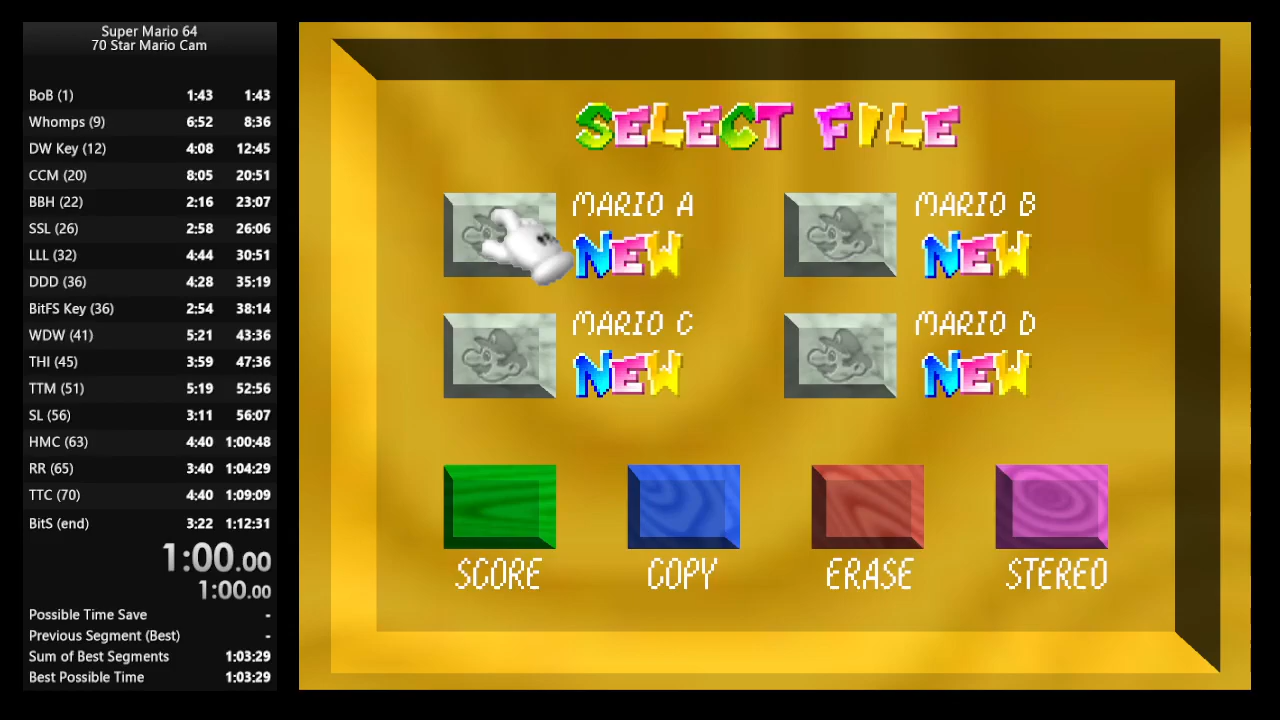 Super Mario 64
70 Star Mario Cam
BoB (1) 1:43 1:43
Whomps (9) 6:52 8:36
DW Key (12) 4:08 12:45
CCM (20) 8:05 20:51
BBH (22) 2:16 23:07
SSL (26) 2:58 26:06
LLL (32) 4:44 30:51
DDD (36) 4:28 35:19
BitFS Key (36) 2:54 38:14
WDW (41) 5:21 43:36
THI (45) 3:59 47:36
TTM (51) 5:19 52:56
SL (56) 3:11 56:07
HMC (63) 4:40 1:00:48
RR (65) 3:40 1:04:29
TTC (70) 4:40 1:09:09
BitS (end) 3:22 1:12:31
1:00.00
1:00.00
Possible Time Save -
Previous Segment (Best) -
Sum of Best Segments 1:03:29
Best Possible Time 1:03:29
SELECT FILE
MARIO A
NEW
MARIO B
NEW
MARIO C
NEW
MARIO D
NEW
SCORE COPY ERASE STEREO